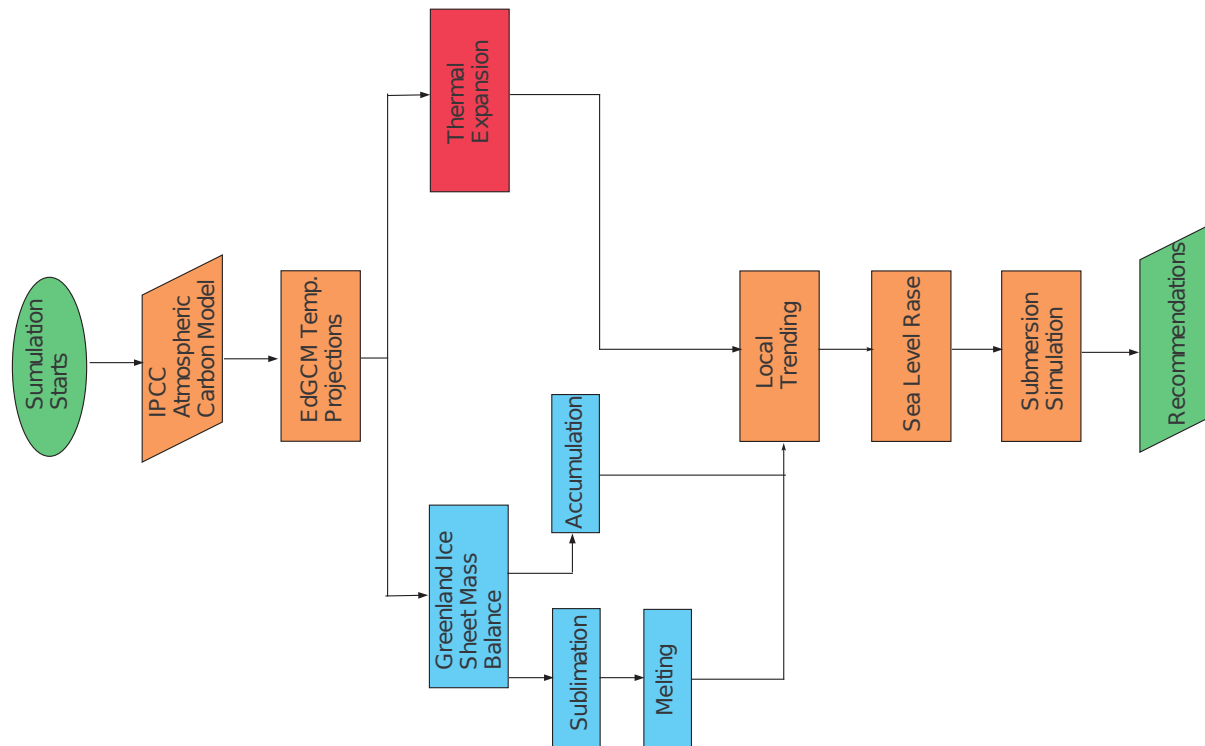 Sumulation
Starts
IPCC
Atmospheric
Carbon Model
EdGCM Temp.
Projections
Thermal
Expansion
Greenland Ice
Sheet Mass
Balance
Accumulation
Sublimation
Melting
Local
Trending
Sea Level Rase
Submersion
Simulation
Recommendations